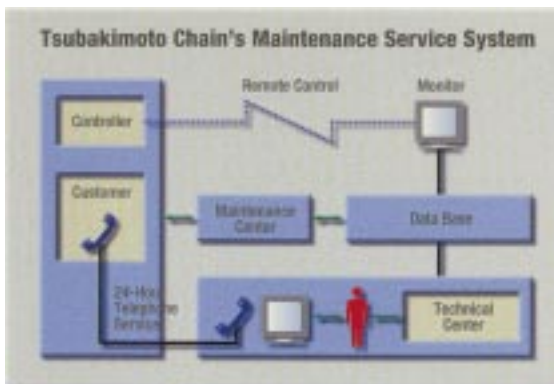 Tsubakimoto Chain's Maintenance Service System
Remote Control
Monitor
Controller
Customer
Maintenance
Center
Data Base
24-Hour
Telephone
Service
Technical
Center